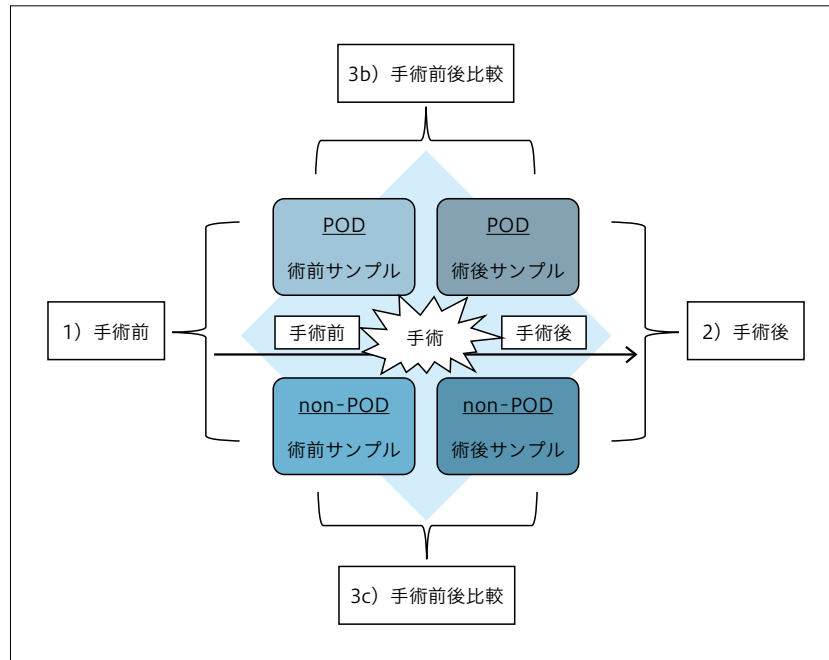 3b）手術前後比較
POD
術前サンプル
POD
術後サンプル
1）手術前
手術前
手術
手術後
2）手術後
non-POD
術前サンプル
non-POD
術後サンプル
3c）手術前後比較